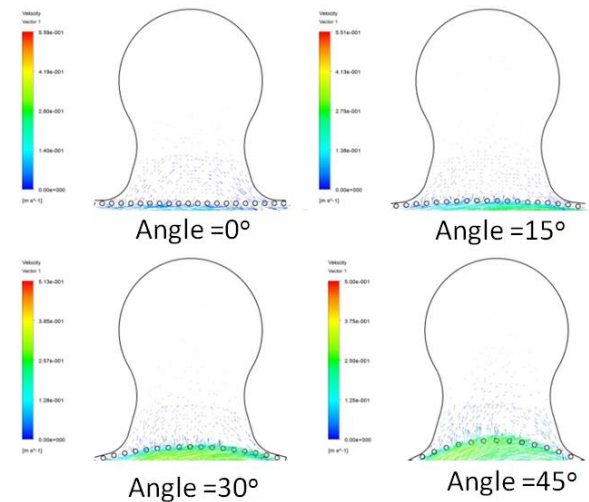 Velocity
Vector 1
5.59e-001
4.19e-001
2.80e-001
1.40e-001
0.00e+000
[m s^-1]
Angle =0°
Velocity
Vector 1
5.51e-001
4.13e-001
2.75e-001
1.38e-001
0.00e+000
[m s^-1]
Angle =15°
Velocity
Vector 1
5.13e-001
3.85e-001
2.57e-001
1.28e-001
0.00e+000
[m s^-1]
Angle =30°
Velocity
Vector 1
5.00e-001
3.75e-001
2.50e-001
1.25e-001
0.00e+000
[m s^-1]
Angle =45°